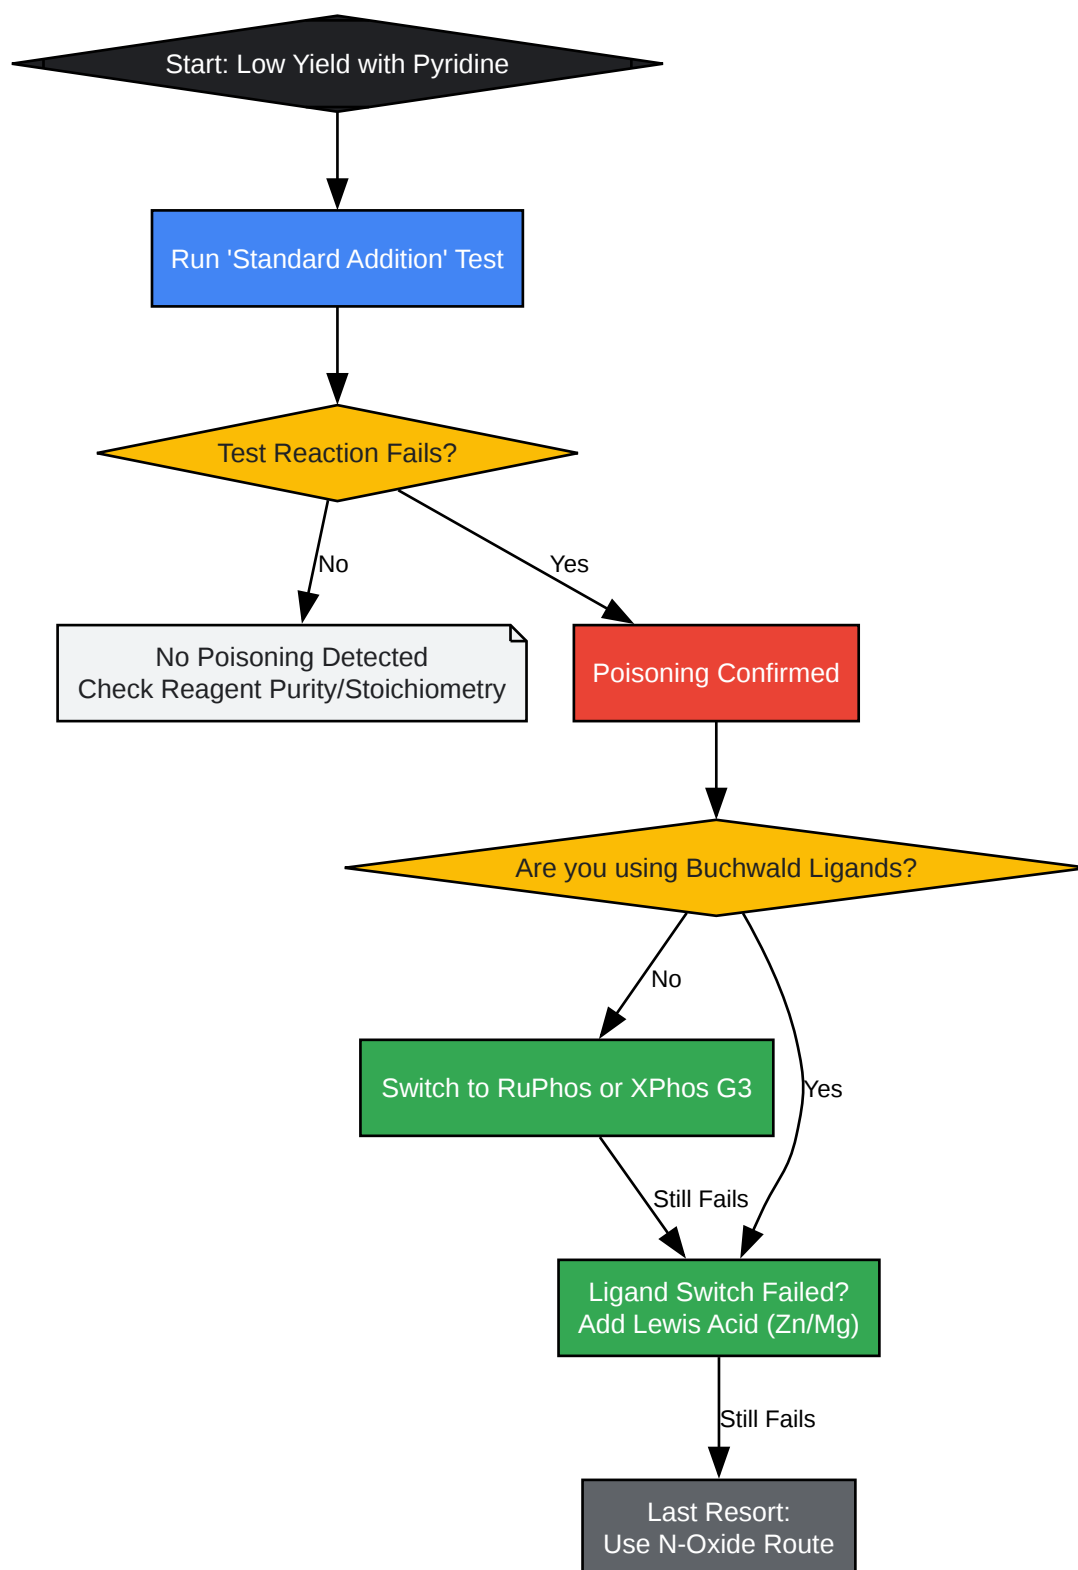 Start: Low Yield with Pyridine
Run 'Standard Addition' Test
Test Reaction Fails?
No
Yes
No Poisoning Detected
Check Reagent Purity/Stoichiometry
Poisoning Confirmed
Are you using Buchwald Ligands?
No
Switch to RuPhos or XPhos G3
Yes
Still Fails
Ligand Switch Failed?
Add Lewis Acid (Zn/Mg)
Still Fails
Last Resort:
Use N-Oxide Route